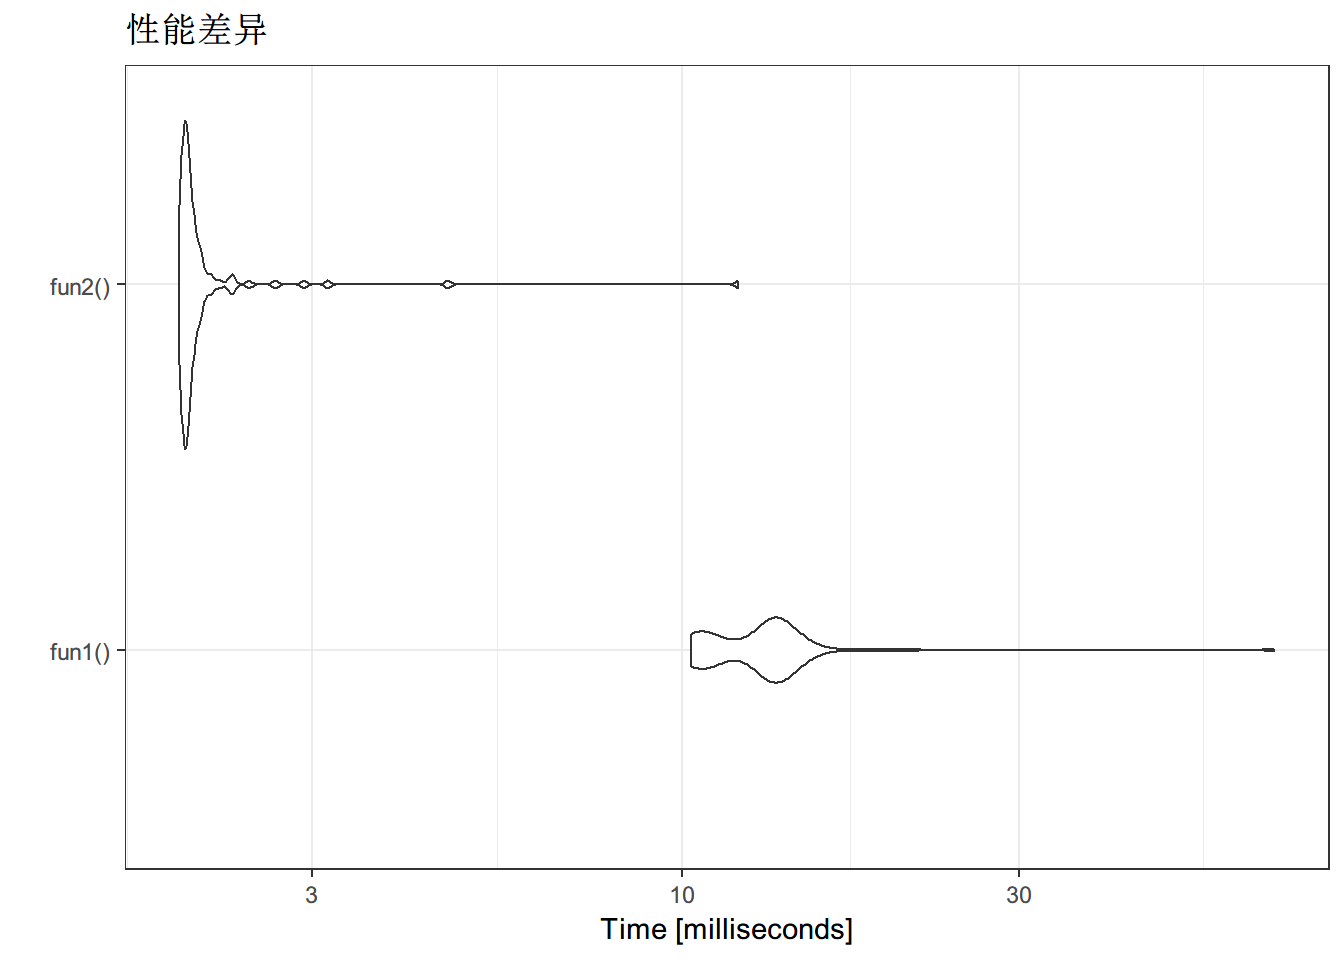 性能差异
fun2()
fun1()
3 10 30
Time [milliseconds]